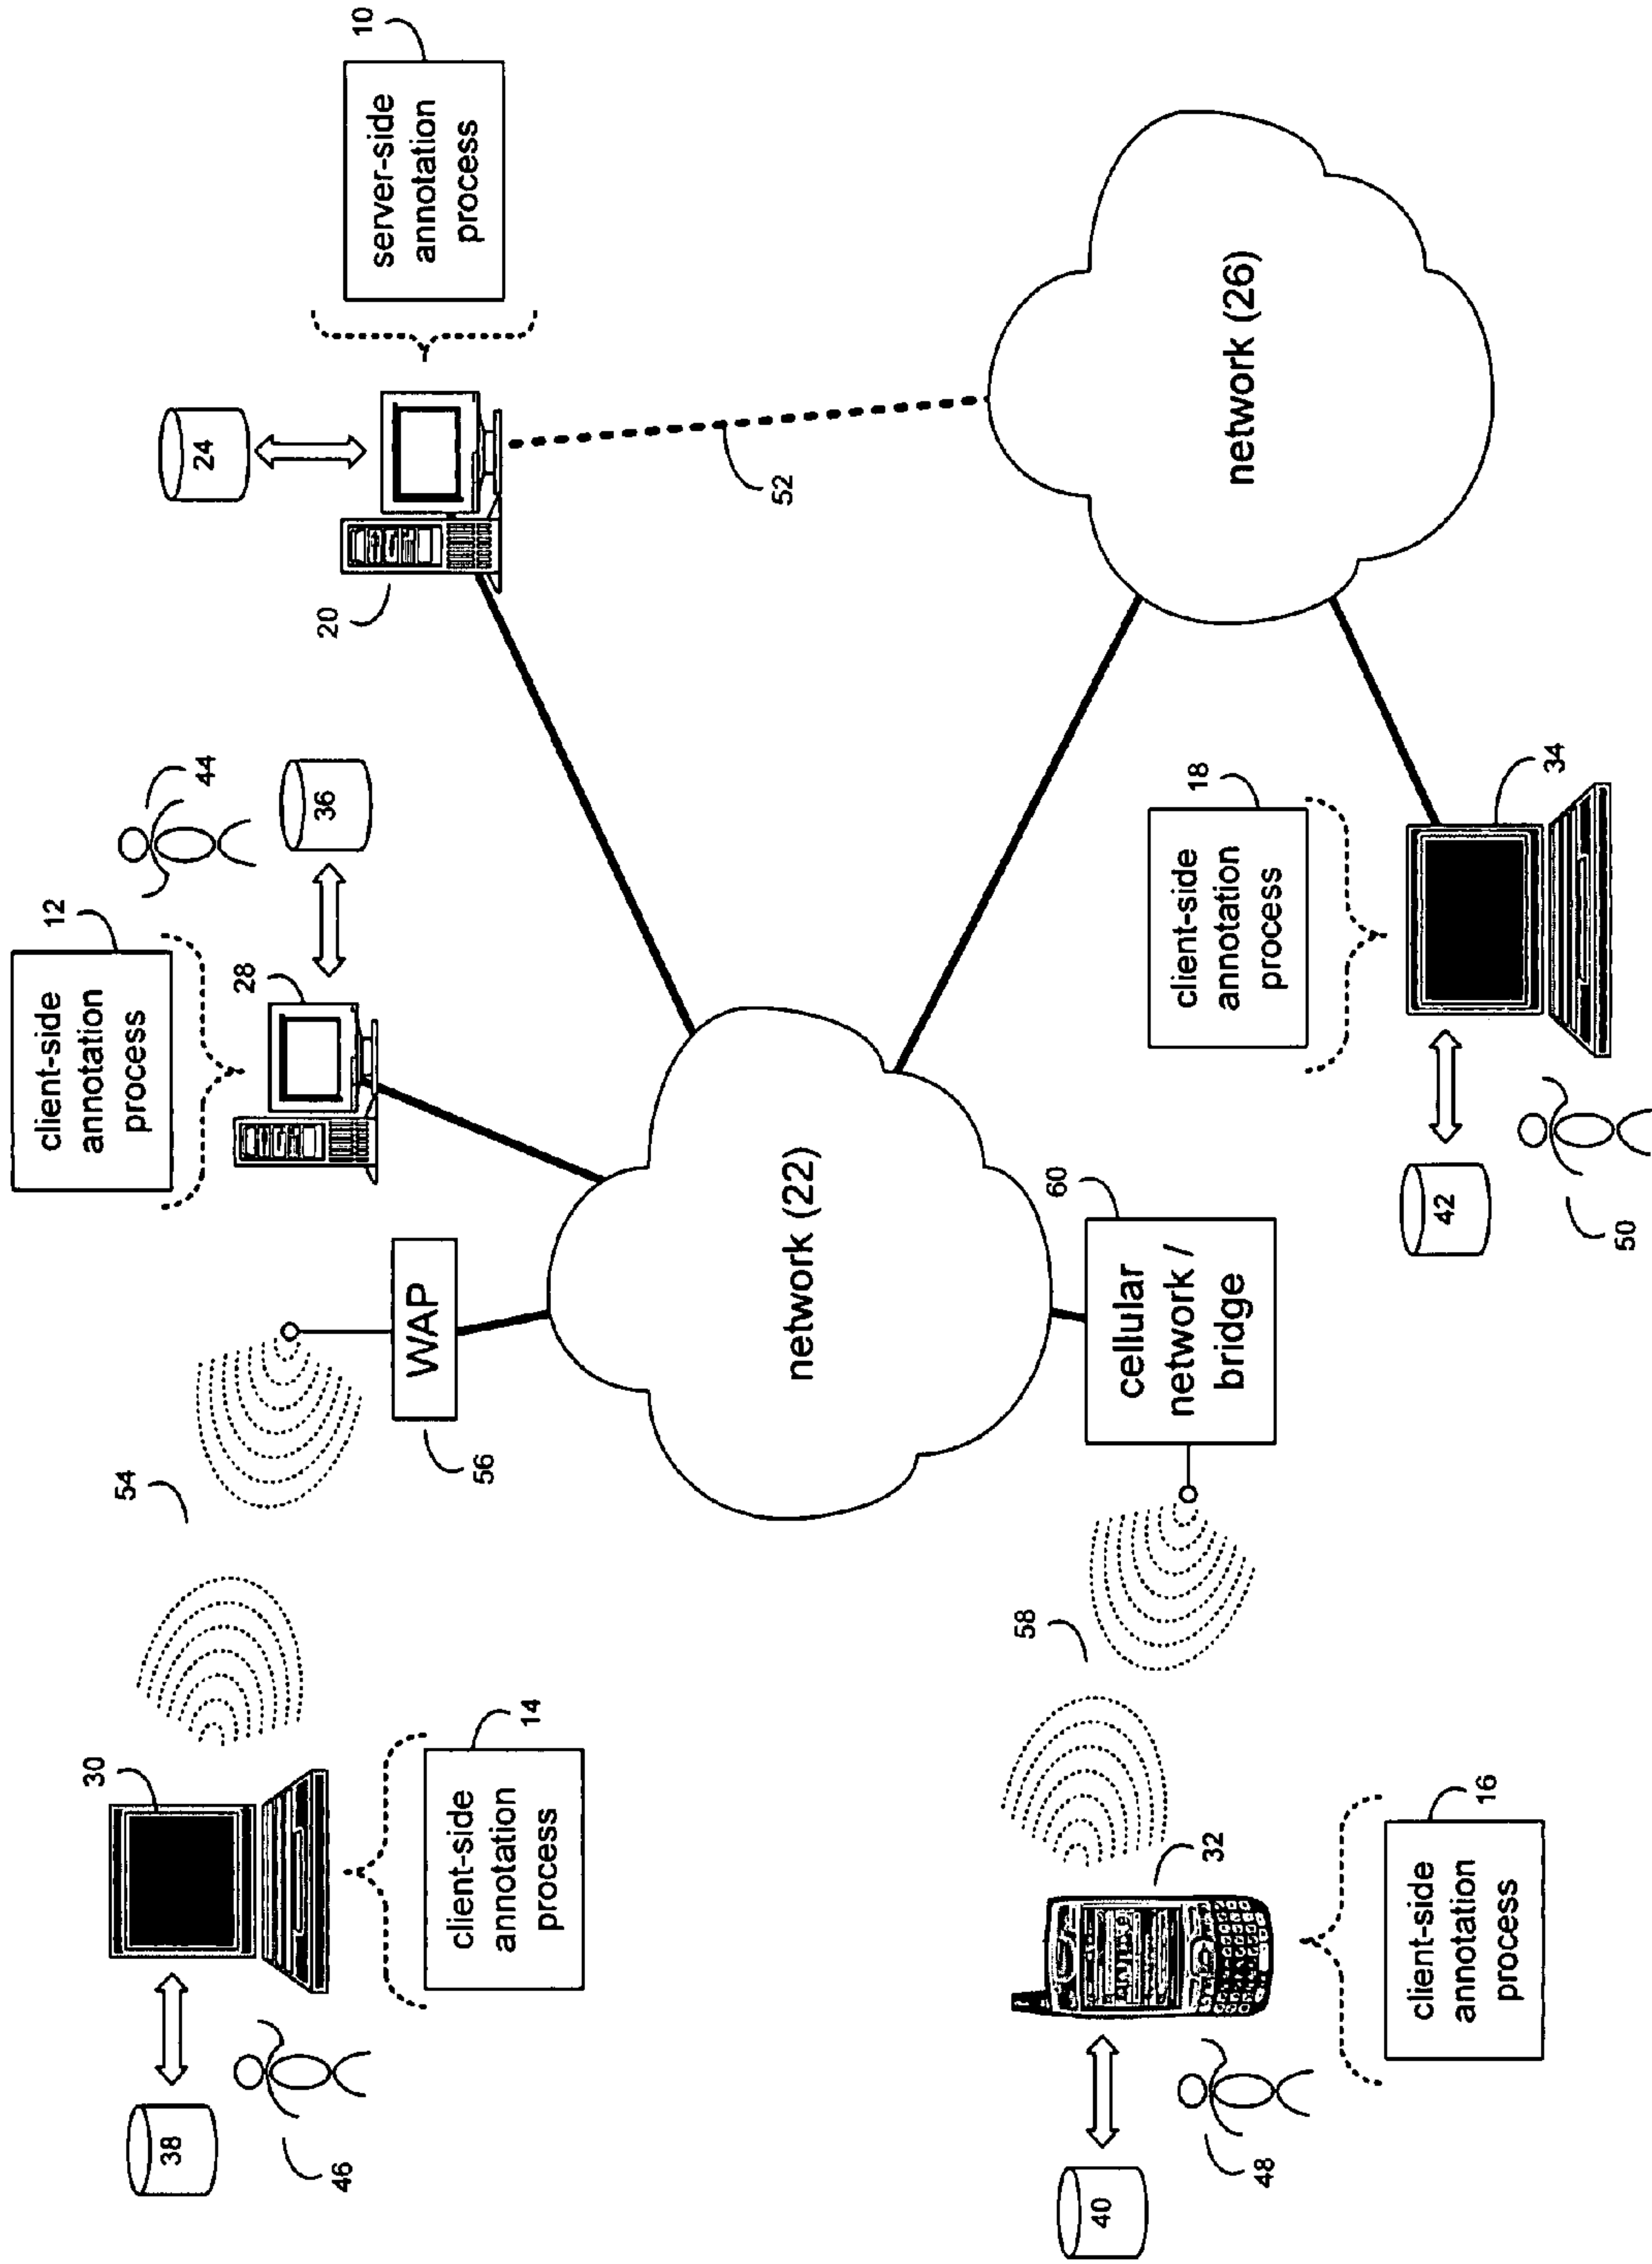 12
client-side
annotation
process
30
54
38
44
24
28
36
46
20
10
server-side
annotation
process
WAP
56
14
client-side
annotation
process
52
network (22)
58
60
40
cellular
network /
bridge
18
client-side
annotation
process
32
network (26)
48
16
client-side
annotation
process
42
34
50